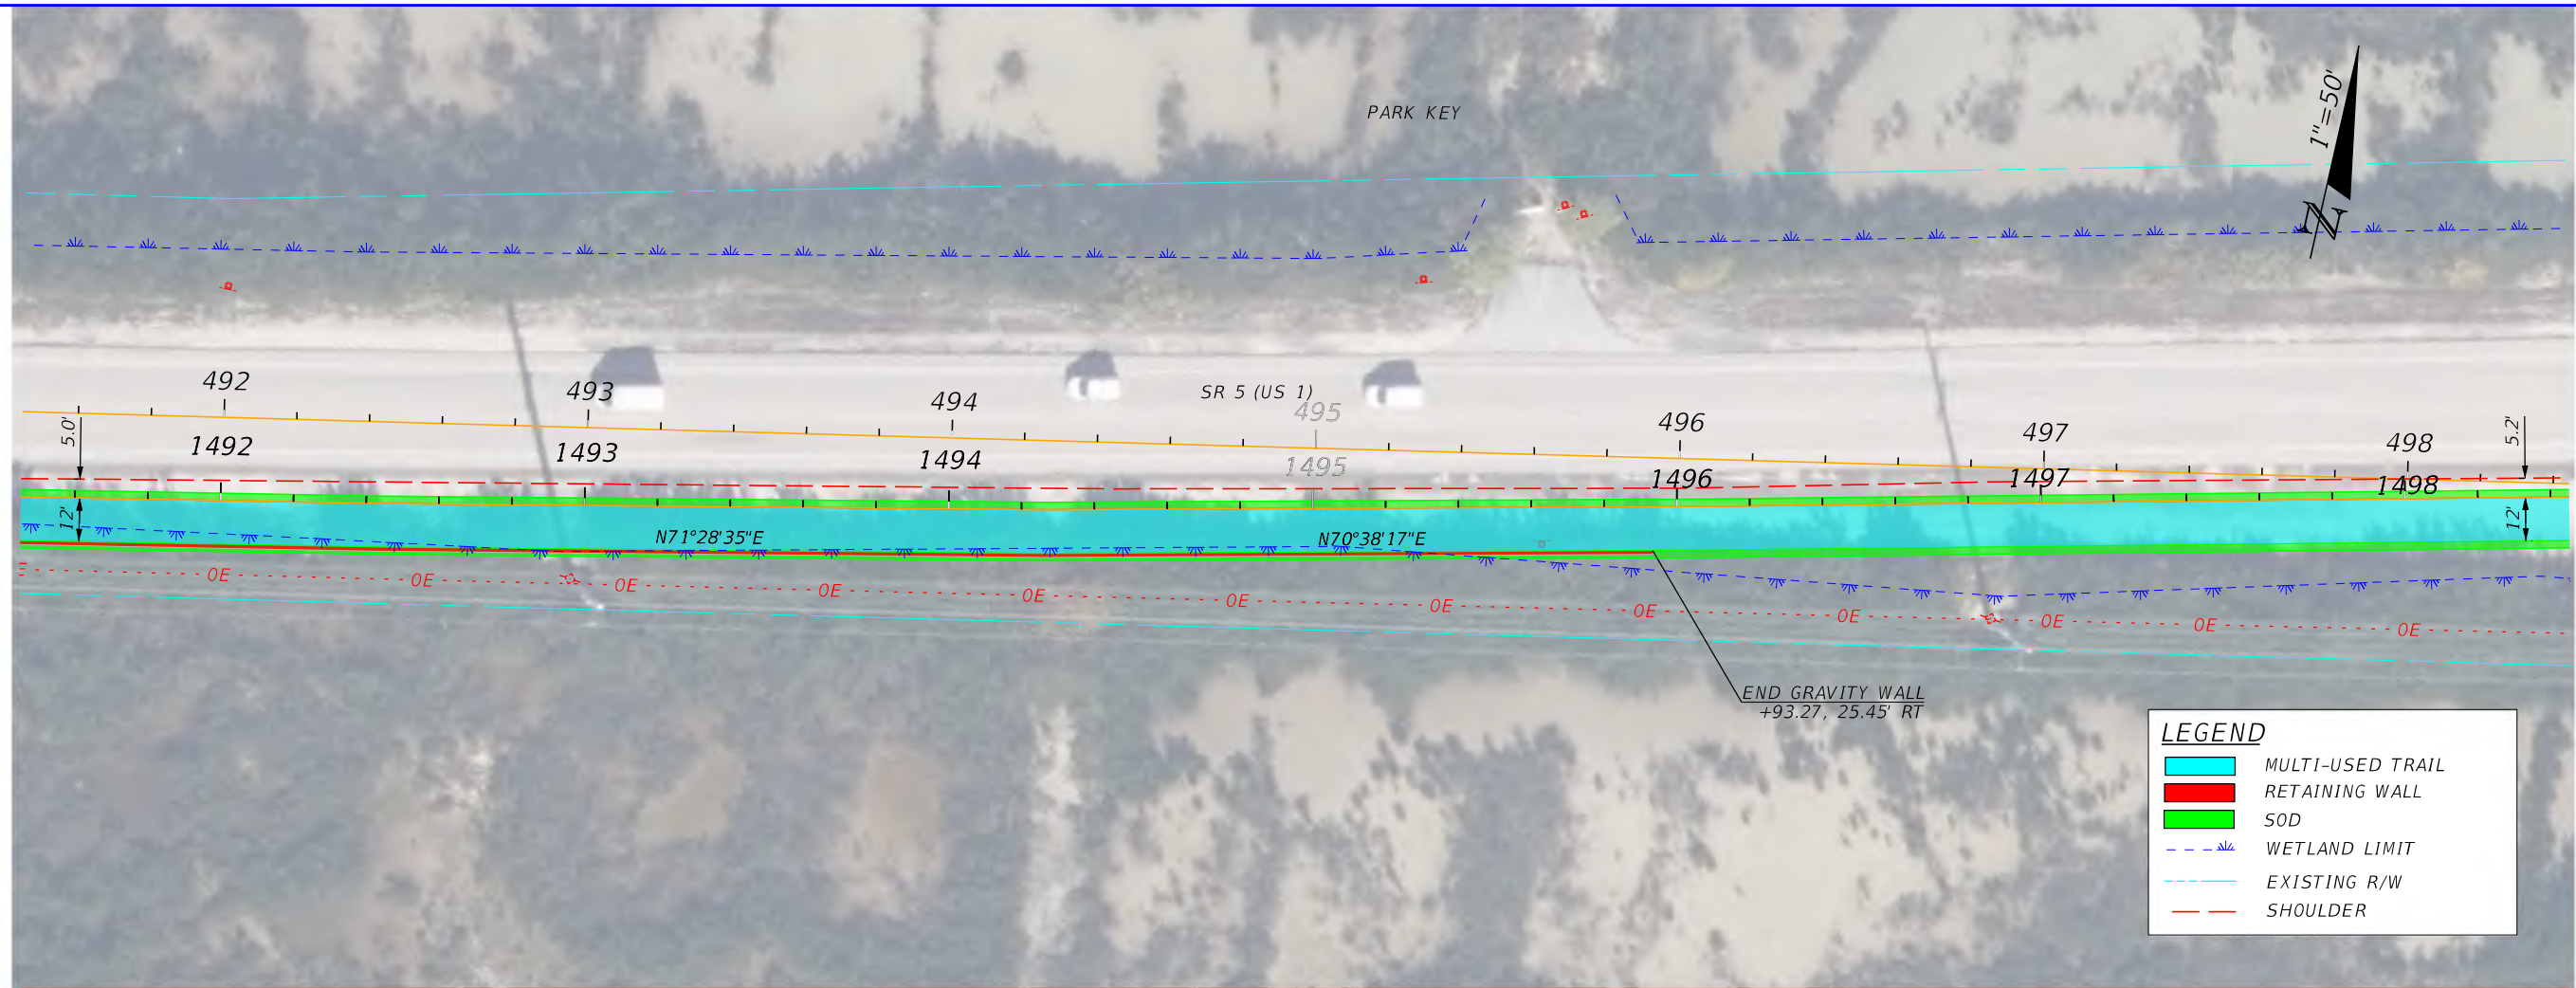 PARK KEY
1"=50'
N
492
493
494
SR 5 (US 1)
495
496
497
498
5.0'
5.2'
1492
1493
1494
1495
1496
1497
1498
12'
12'
N71°28'35"E
N70°38'17"E
OE OE OE OE OE OE OE OE OE OE OE OE
END GRAVITY WALL
+93.27, 25.45' RT
LEGEND
MULTI-USED TRAIL
RETAINING WALL
SOD
WETLAND LIMIT
EXISTING R/W
SHOULDER